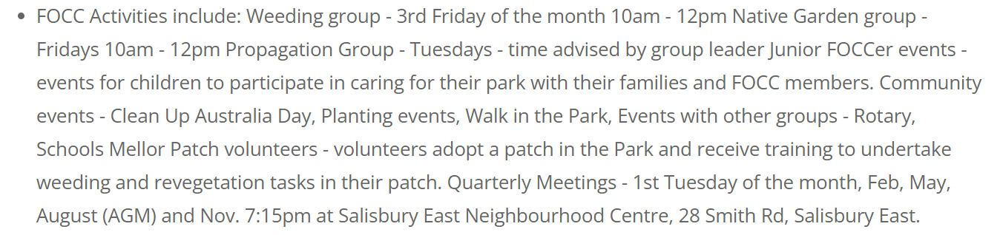 • FOCC Activities include: Weeding group - 3rd Friday of the month 10am - 12pm Native Garden group -
Fridays 10am - 12pm Propagation Group - Tuesdays - time advised by group leader Junior FOCCer events -
events for children to participate in caring for their park with their families and FOCC members. Community
events - Clean Up Australia Day, Planting events, Walk in the Park, Events with other groups - Rotary,
Schools Mellor Patch volunteers - volunteers adopt a patch in the Park and receive training to undertake
weeding and revegetation tasks in their patch. Quarterly Meetings - 1st Tuesday of the month, Feb, May,
August (AGM) and Nov. 7:15pm at Salisbury East Neighbourhood Centre, 28 Smith Rd, Salisbury East.